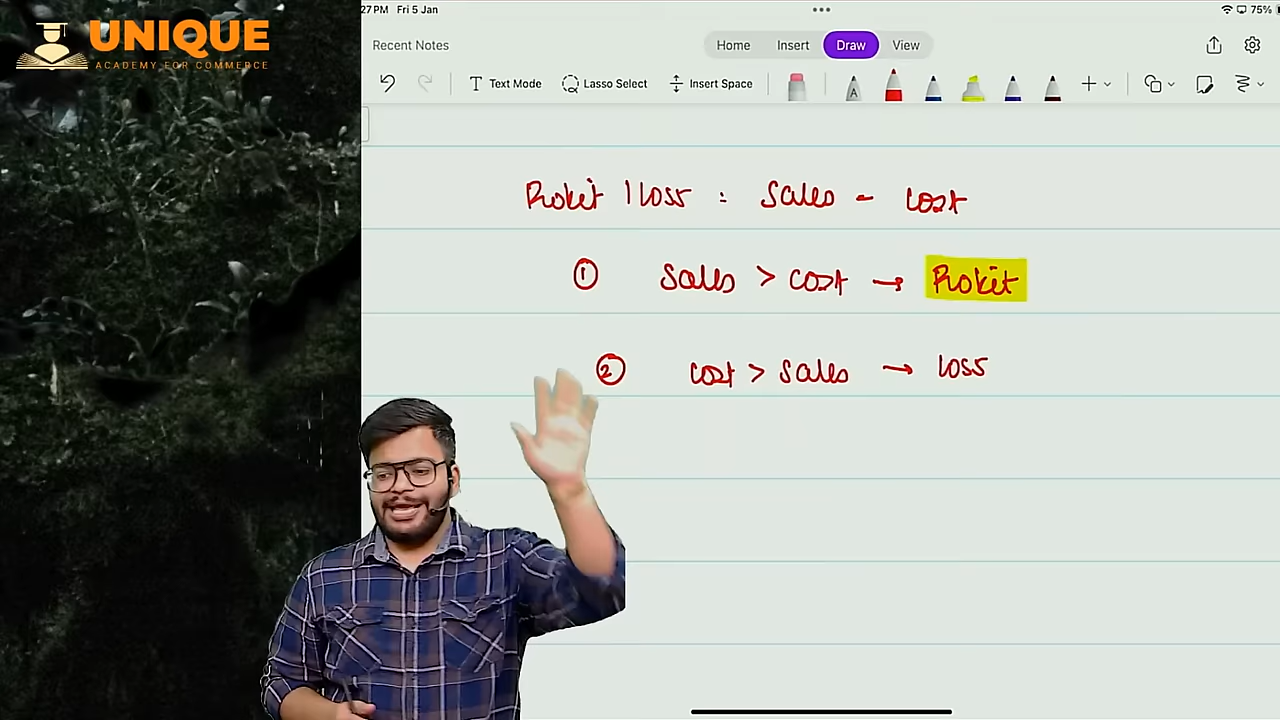 27 PM Fri 5 Jan
75%
UNIQUE
ACADEMY FOR COMMERCE
Recent Notes
Home Insert Draw View
Text Mode Lasso Select Insert Space
A
Profit | loss = Sales - cost
① Sales > cost → Profit
② cost > sales → loss